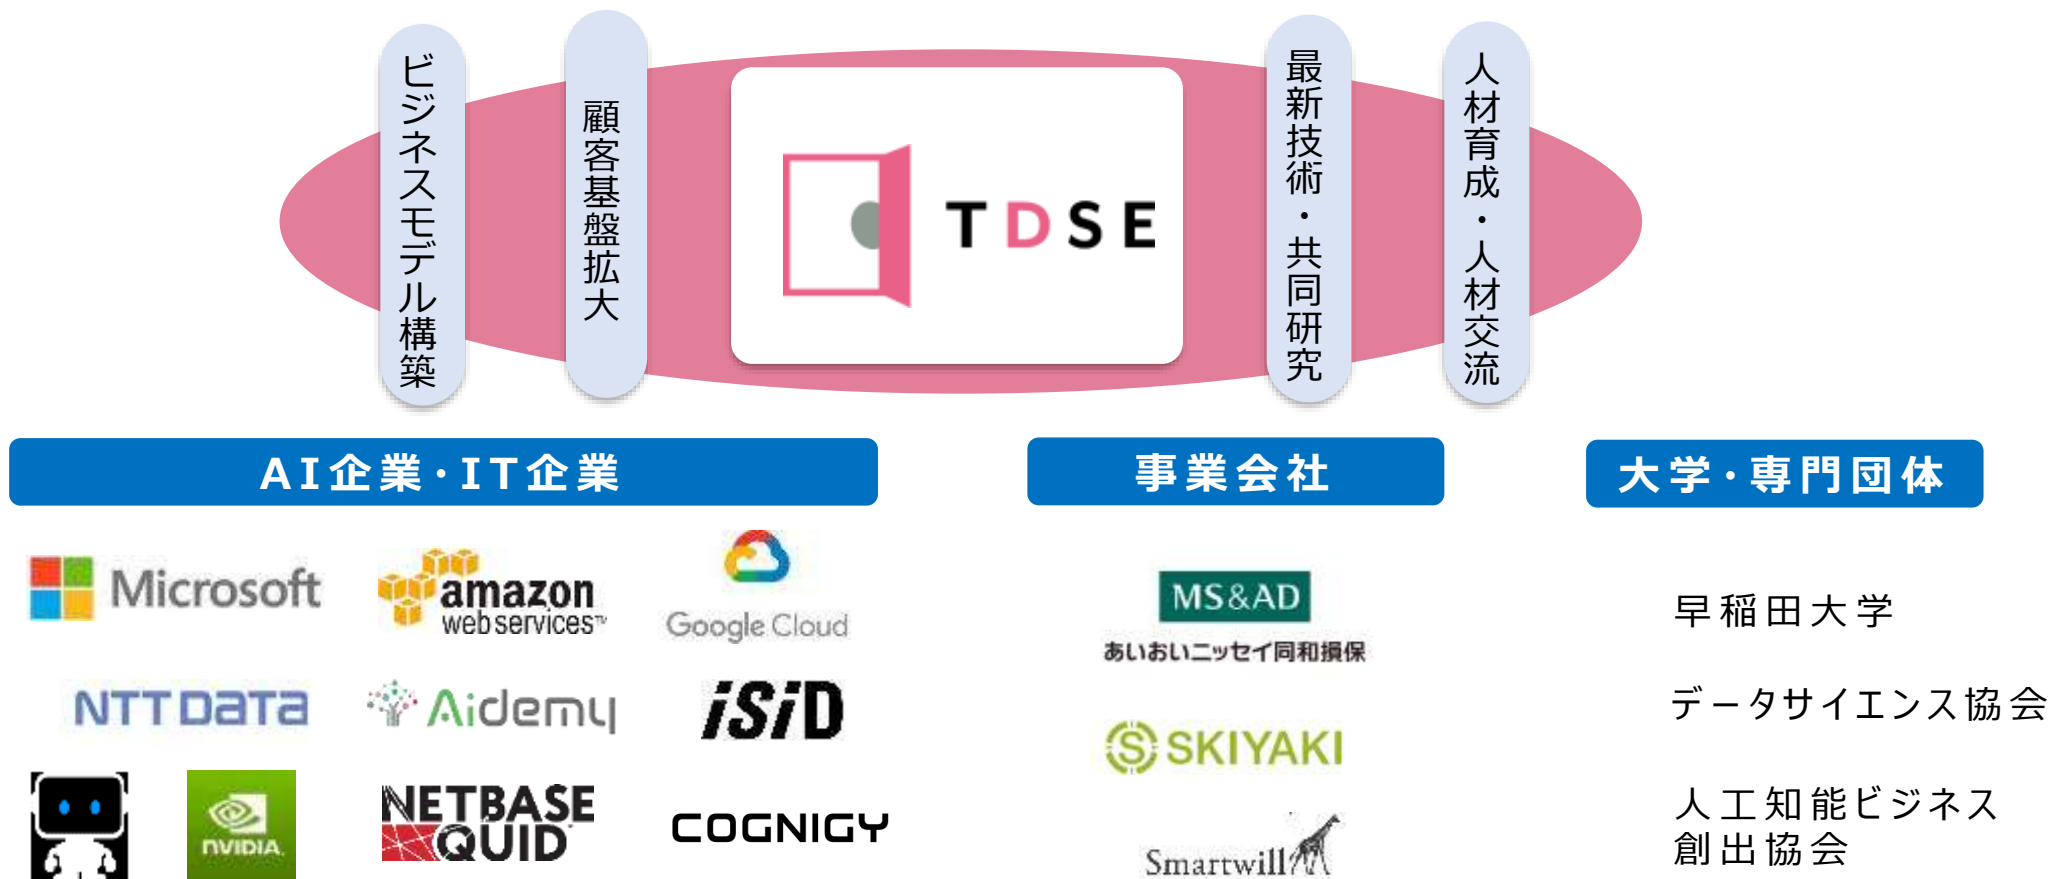 ビジネスモデル構築
顧客基盤拡大
TDSE
最新技術・共同研究
人材育成・人材交流
AI企業・IT企業
事業会社
大学・専門団体
Microsoft
amazon
webservices™
Google Cloud
NTT DATA
Aidemy
iSiD
NVIDIA.
NETBASE
QUID
COGNIGY
MS&AD
あいおいニッセイ同和損保
SKIYAKI
Smartwill
早稲田大学
データサイエンス協会
人工知能ビジネス
創出協会